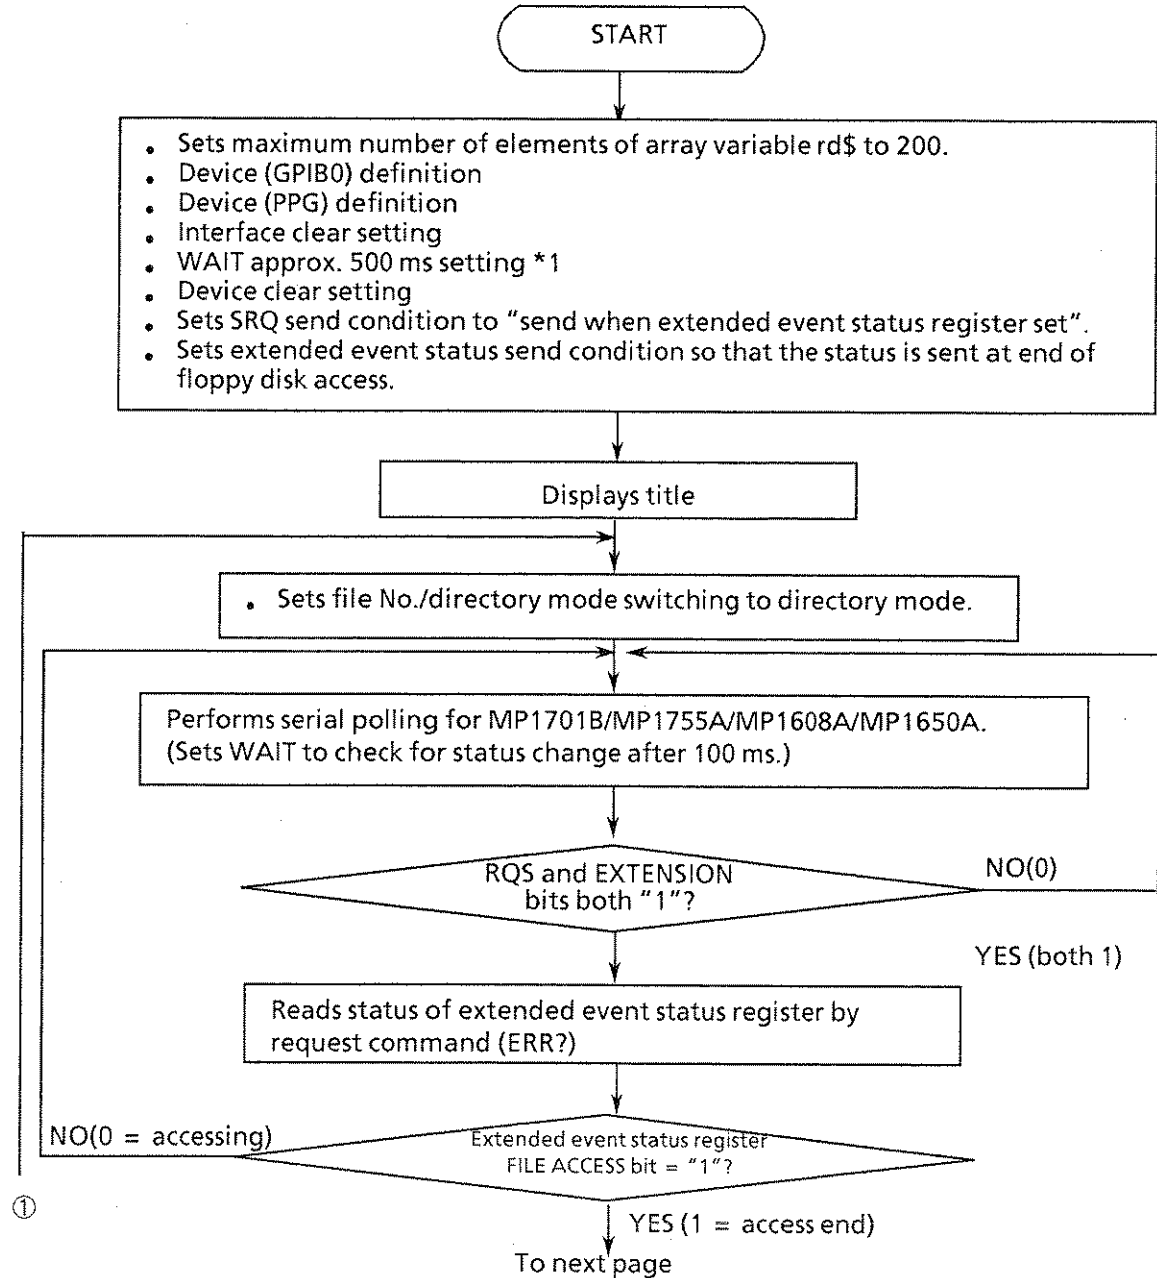 START
• Sets maximum number of elements of array variable rd$ to 200.
• Device (GPIB0) definition
• Device (PPG) definition
• Interface clear setting
• WAIT approx. 500 ms setting *1
• Device clear setting
• Sets SRQ send condition to “send when extended event status register set”.
• Sets extended event status send condition so that the status is sent at end of
floppy disk access.
Displays title
• Sets file No./directory mode switching to directory mode.
Performs serial polling for MP1701B/MP1755A/MP1608A/MP1650A.
(Sets WAIT to check for status change after 100 ms.)
RQS and EXTENSION
bits both “1”?
NO(0)
YES (both 1)
Reads status of extended event status register by
request command (ERR?)
NO(0 = accessing)
Extended event status register
FILE ACCESS bit = “1”?
①
YES (1 = access end)
To next page